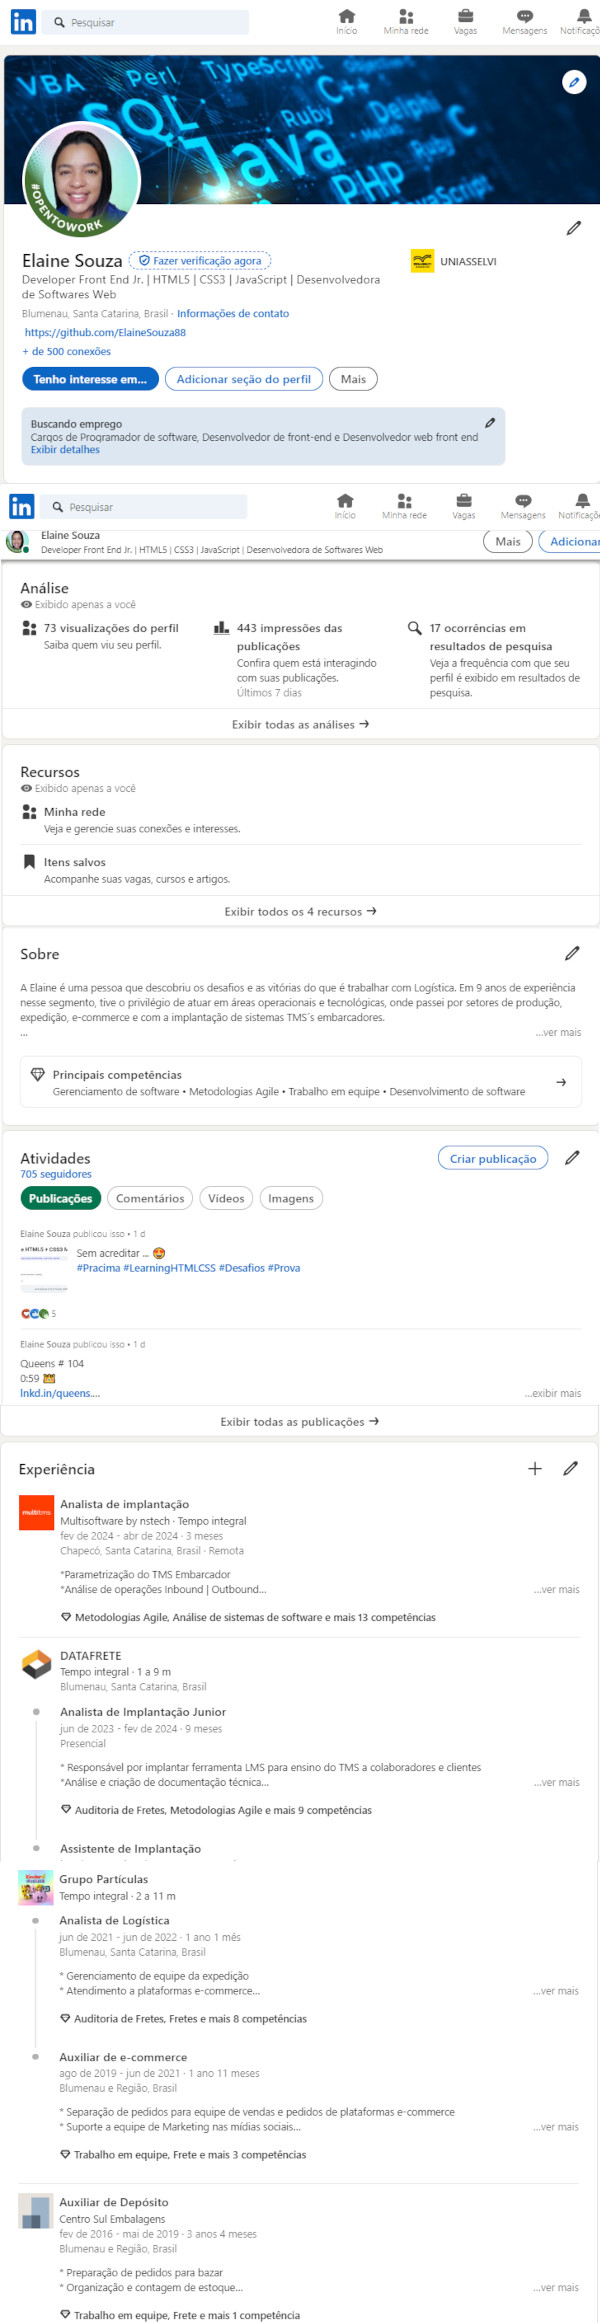 in Pesquisar Início Minha rede Vagas Mensagens Notificaçõ
VBA Perl TypeScript
SQL C++ Delphi
Ruby
Java Ruby C
PHP JavaScript
#OPENTOWORK
Elaine Souza Fazer verificação agora UNIASSELVI
Developer Front End Jr. | HTML5 | CSS3 | JavaScript | Desenvolvedora
de Softwares Web
Blumenau, Santa Catarina, Brasil · Informações de contato
https://github.com/ElaineSouza88
+ de 500 conexões
Tenho interesse em... Adicionar seção do perfil Mais
Buscando emprego
Cargos de Programador de software, Desenvolvedor de front-end e Desenvolvedor web front end
Exibir detalhes
in Pesquisar Início Minha rede Vagas Mensagens Notificaçõe
Elaine Souza
Developer Front End Jr. | HTML5 | CSS3 | JavaScript | Desenvolvedora de Softwares Web Mais Adicionar
Análise
Exibido apenas a você
73 visualizações do perfil
Saiba quem viu seu perfil.
443 impressões das
publicações
Confira quem está interagindo
com suas publicações.
Últimos 7 dias
17 ocorrências em
resultados de pesquisa
Veja a frequência com que seu
perfil é exibido em resultados de
pesquisa.
Exibir todas as análises →
Recursos
Exibido apenas a você
Minha rede
Veja e gerencie suas conexões e interesses.
Itens salvos
Acompanhe suas vagas, cursos e artigos.
Exibir todos os 4 recursos →
Sobre
A Elaine é uma pessoa que descobriu os desafios e as vitórias do que é trabalhar com Logística. Em 9 anos de experiência
nesse segmento, tive o privilégio de atuar em áreas operacionais e tecnológicas, onde passei por setores de produção,
expedição, e-commerce e com a implantação de sistemas TMS´s embarcadores.
... ...ver mais
Principais competências
Gerenciamento de software • Metodologias Agile • Trabalho em equipe • Desenvolvimento de software →
Atividades Criar publicação
705 seguidores
Publicações Comentários Vídeos Imagens
Elaine Souza publicou isso • 1 d
e HTML5 + CSS3 Sem acreditar ... 🤩
#Pracima #LearningHTMLCSS #Desafios #Prova
5
Elaine Souza publicou isso • 1 d
Queens # 104
0:59 👑
lnkd.in/queens.... ...exibir mais
Exibir todas as publicações →
Experiência
multitms
Analista de implantação
Multisoftware by nstech · Tempo integral
fev de 2024 - abr de 2024 · 3 meses
Chapecó, Santa Catarina, Brasil · Remota
*Parametrização do TMS Embarcador
*Análise de operações Inbound | Outbound... ...ver mais
Metodologias Agile, Análise de sistemas de software e mais 13 competências
DATAFRETE
Tempo integral · 1 a 9 m
Blumenau, Santa Catarina, Brasil
Analista de Implantação Junior
jun de 2023 - fev de 2024 · 9 meses
Presencial
* Responsável por implantar ferramenta LMS para ensino do TMS a colaboradores e clientes
*Análise e criação de documentação técnica... ...ver mais
Auditoria de Fretes, Metodologias Agile e mais 9 competências
Assistente de Implantação
Grupo Partículas
Tempo integral · 2 a 11 m
Analista de Logística
jun de 2021 - jun de 2022 · 1 ano 1 mês
Blumenau, Santa Catarina, Brasil
* Gerenciamento de equipe da expedição
* Atendimento a plataformas e-commerce... ...ver mais
Auditoria de Fretes, Fretes e mais 8 competências
Auxiliar de e-commerce
ago de 2019 - jun de 2021 · 1 ano 11 meses
Blumenau e Região, Brasil
* Separação de pedidos para equipe de vendas e pedidos de plataformas e-commerce
* Suporte a equipe de Marketing nas mídias sociais... ...ver mais
Trabalho em equipe, Frete e mais 3 competências
Auxiliar de Depósito
Centro Sul Embalagens
fev de 2016 - mai de 2019 · 3 anos 4 meses
Blumenau e Região, Brasil
* Preparação de pedidos para bazar
* Organização e contagem de estoque... ...ver mais
Trabalho em equipe, Frete e mais 1 competência